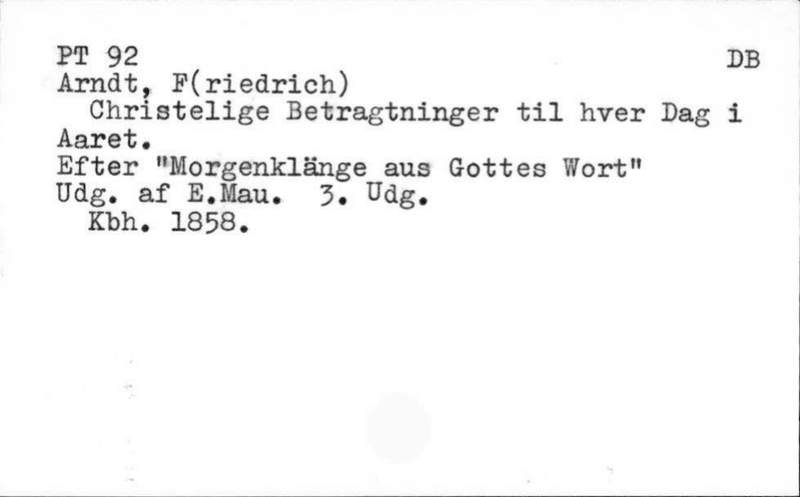 PT 92 DB
Arndt, F(riedrich)
Christelige Betragtninger til hver Dag i
Aaret.
Efter "Morgenklänge aus Gottes Wort"
Udg. af E.Mau. 3. Udg.
Kbh. 1858.